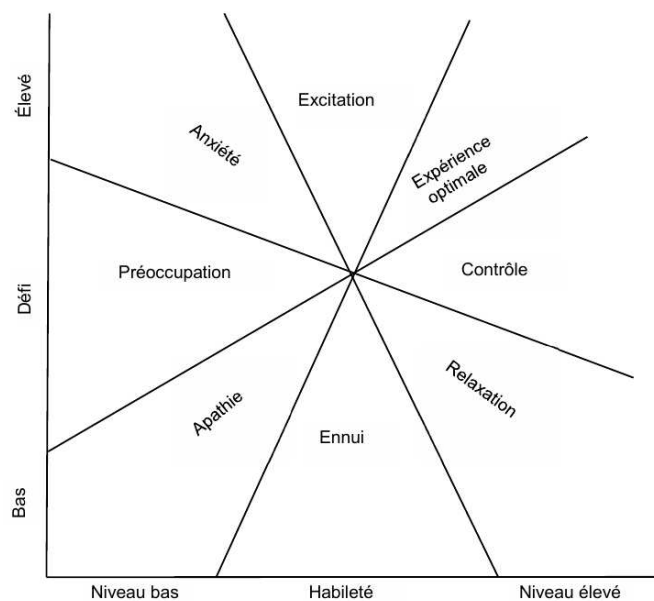 Élevé
Excitation
Anxiété
Expérience
optimale
Préoccupation
Contrôle
Défi
Relaxation
Apathie
Ennui
Bas
Niveau bas
Habileté
Niveau élevé